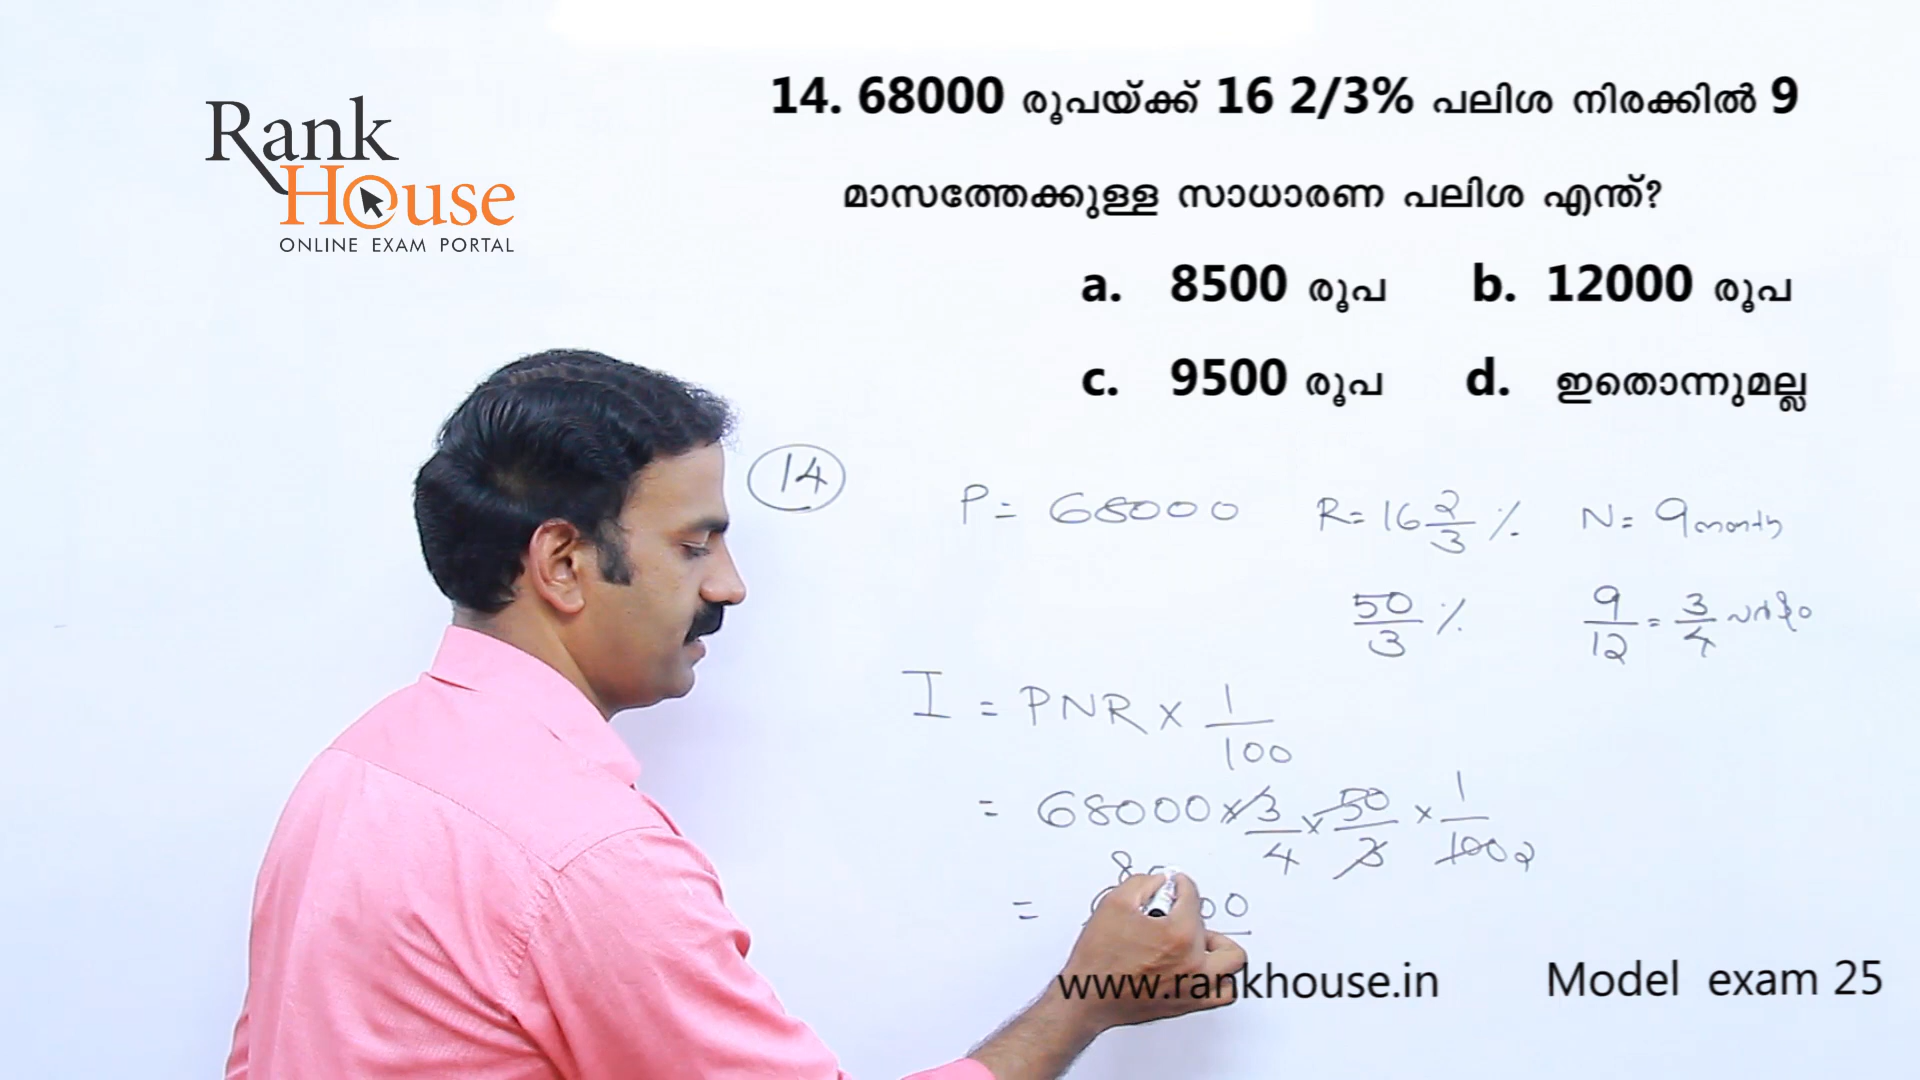 Rank
House
ONLINE EXAM PORTAL
14. 68000 രൂപയ്ക്ക് 16 2/3% പലിശ നിരക്കിൽ 9
മാസത്തേക്കുള്ള സാധാരണ പലിശ എന്ത്?
a. 8500 രൂപ b. 12000 രൂപ
c. 9500 രൂപ d. ഇതൊന്നുമല്ല
14
P = 68000 R = 16 2/3 % N = 9 month
50/3 % 9/12 = 3/4 വർഷം
I = PNR × 1/100
= 68000 × 3/4 × 50/3 × 1/100 2
=
www.rankhouse.in Model exam 25